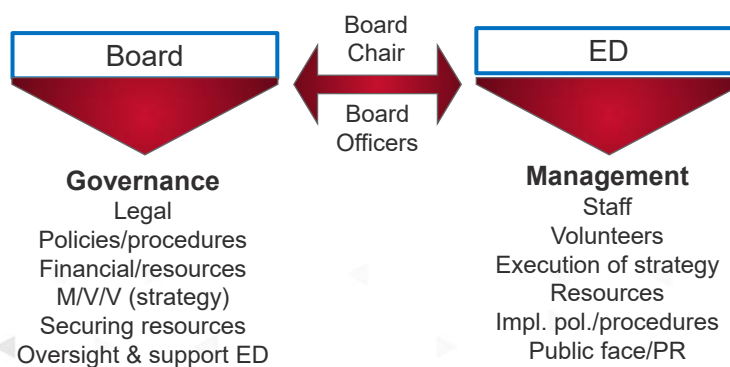 Board
Board
Chair
Board
Officers
ED
Governance
Legal
Policies/procedures
Financial/resources
M/V/V (strategy)
Securing resources
Oversight & support ED
Management
Staff
Volunteers
Execution of strategy
Resources
Impl. pol./procedures
Public face/PR